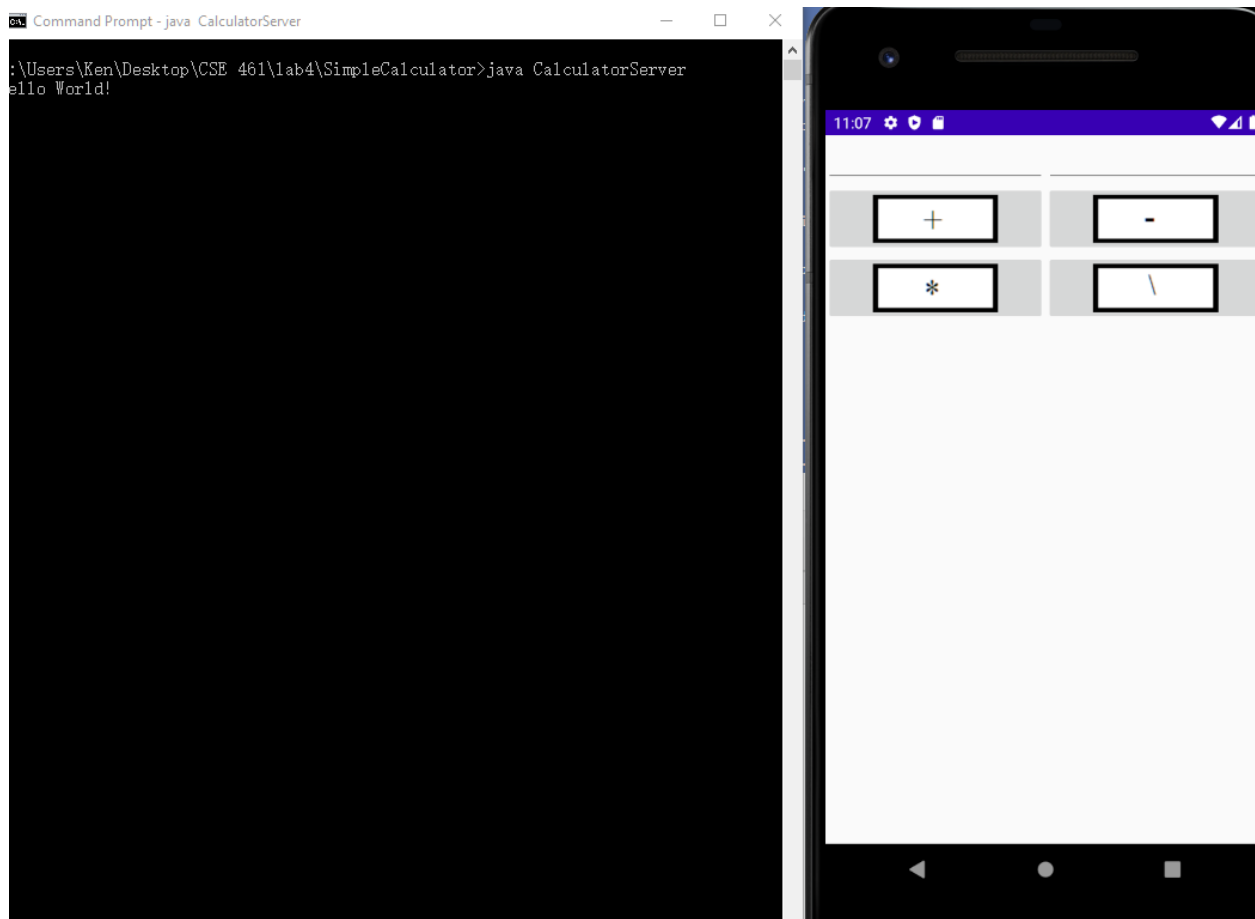 Command Prompt - java  CalculatorServer
:\Users\Ken\Desktop\CSE 461\lab4\SimpleCalculator>java CalculatorServer
ello World!
11:07
+ -
* \